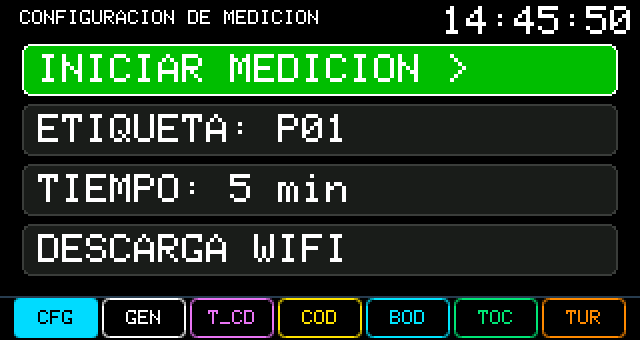 CONFIGURACION DE MEDICION 14:45:50
INICIAR MEDICION >
ETIQUETA: P01
TIEMPO: 5 min
DESCARGA WIFI
CFG GEN T_CD COD BOD TOC TUR